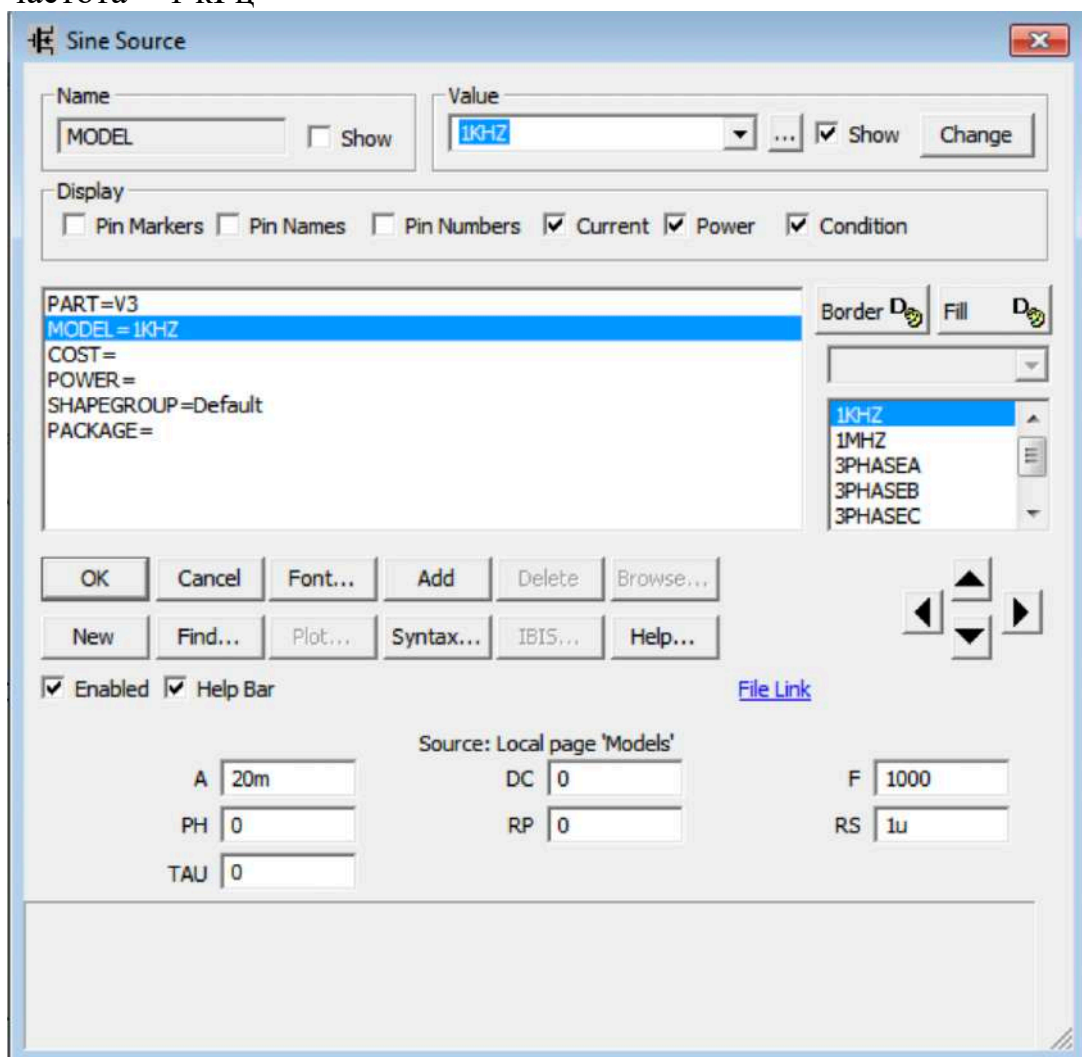 частота – 1 кГц
Sine Source
Name
MODEL
Show
Value
1KHZ
...
Show
Change
Display
Pin Markers
Pin Names
Pin Numbers
Current
Power
Condition
PART=V3
MODEL=1KHZ
COST=
POWER=
SHAPEGROUP=Default
PACKAGE=
Border D
Fill D
1KHZ
1MHZ
3PHASEA
3PHASEB
3PHASEC
OK
Cancel
Font...
Add
Delete
Browse...
New
Find...
Plot...
Syntax...
IBIS...
Help...
Enabled
Help Bar
File Link
Source: Local page 'Models'
A 20m
DC 0
F 1000
PH 0
RP 0
RS 1u
TAU 0